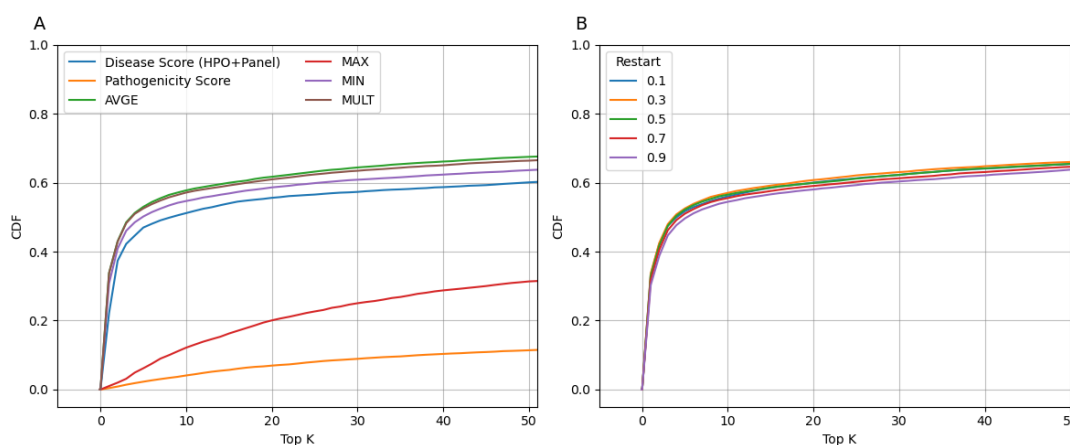 A
1.0
0.8
0.6
0.4
0.2
0.0
CDF
0
10
20
30
40
50
Top K
Disease Score (HPO+Panel)
Pathogenicity Score
AVGE
MAX
MIN
MULT
B
1.0
0.8
0.6
0.4
0.2
0.0
CDF
0
10
20
30
40
50
Top K
Restart
0.1
0.3
0.5
0.7
0.9